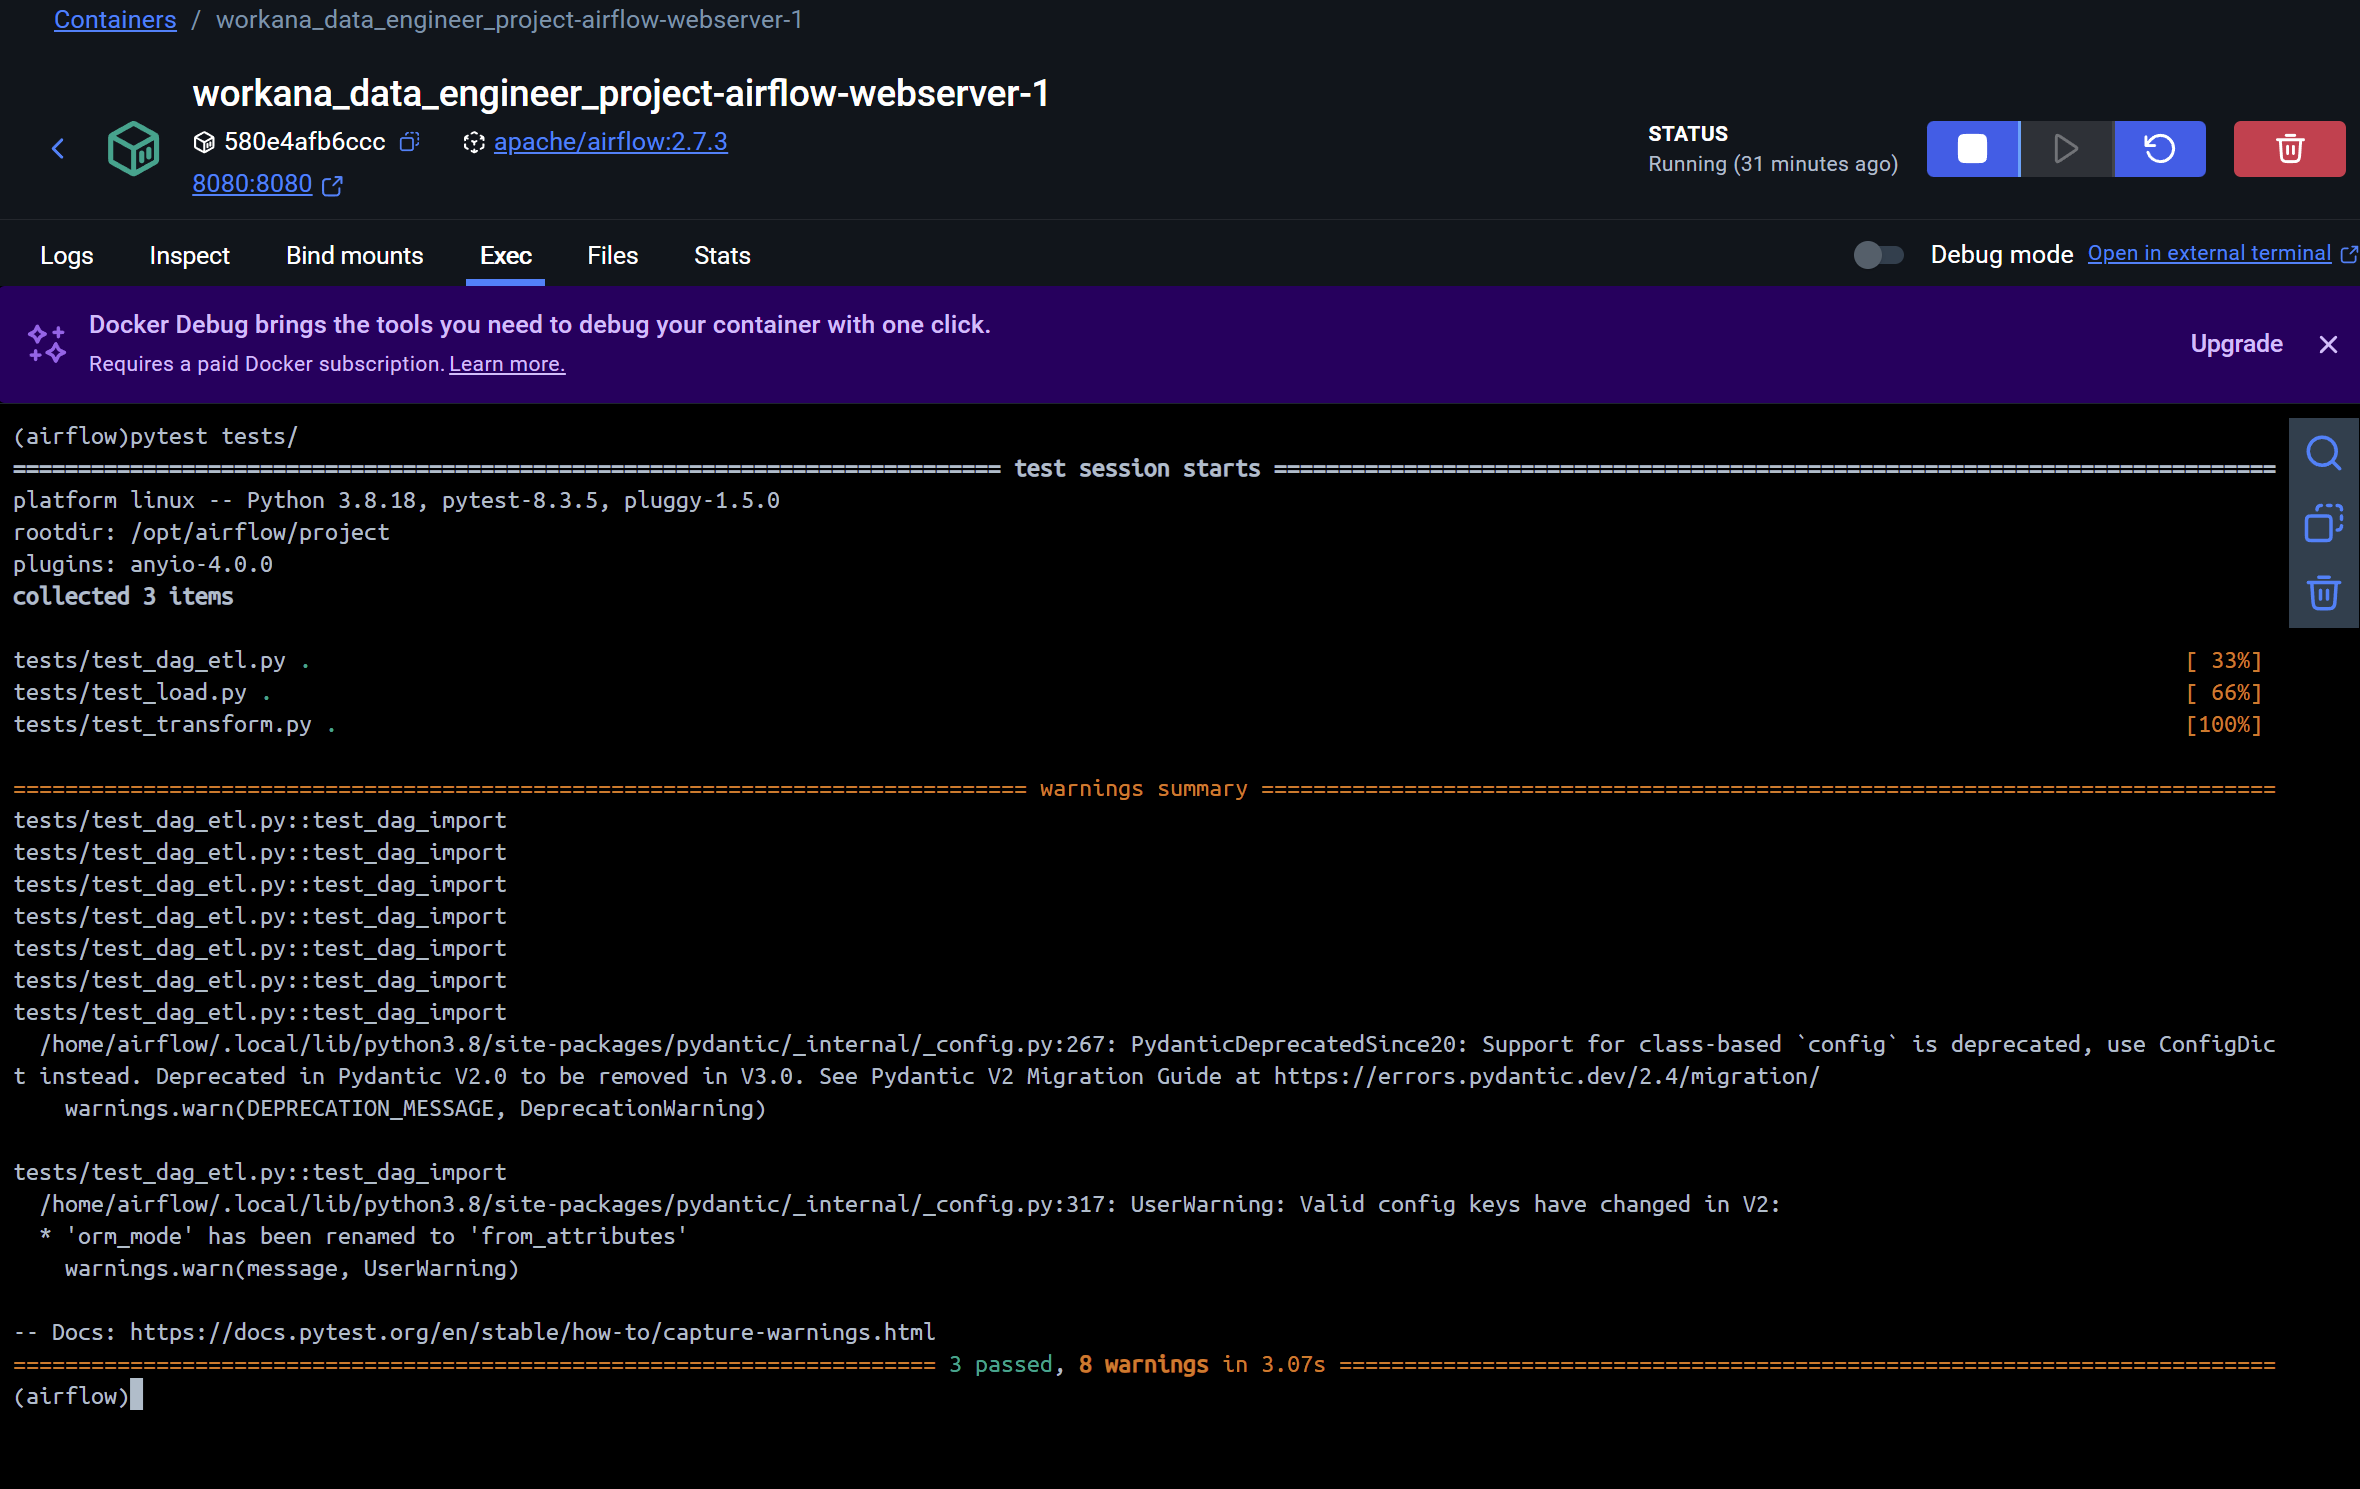 Containers / workana_data_engineer_project-airflow-webserver-1
workana_data_engineer_project-airflow-webserver-1
580e4afb6ccc apache/airflow:2.7.3
8080:8080
STATUS
Running (31 minutes ago)
Logs Inspect Bind mounts Exec Files Stats Debug mode Open in external terminal
Docker Debug brings the tools you need to debug your container with one click.
Requires a paid Docker subscription. Learn more.
Upgrade
(airflow)pytest tests/
============================================================================ test session starts =============================================================================
platform linux -- Python 3.8.18, pytest-8.3.5, pluggy-1.5.0
rootdir: /opt/airflow/project
plugins: anyio-4.0.0
collected 3 items
tests/test_dag_etl.py . [ 33%]
tests/test_load.py . [ 66%]
tests/test_transform.py . [100%]
============================================================================== warnings summary ==============================================================================
tests/test_dag_etl.py::test_dag_import
tests/test_dag_etl.py::test_dag_import
tests/test_dag_etl.py::test_dag_import
tests/test_dag_etl.py::test_dag_import
tests/test_dag_etl.py::test_dag_import
tests/test_dag_etl.py::test_dag_import
tests/test_dag_etl.py::test_dag_import
/home/airflow/.local/lib/python3.8/site-packages/pydantic/_internal/_config.py:267: PydanticDeprecatedSince20: Support for class-based `config` is deprecated, use ConfigDic
t instead. Deprecated in Pydantic V2.0 to be removed in V3.0. See Pydantic V2 Migration Guide at https://errors.pydantic.dev/2.4/migration/
warnings.warn(DEPRECATION_MESSAGE, DeprecationWarning)
tests/test_dag_etl.py::test_dag_import
/home/airflow/.local/lib/python3.8/site-packages/pydantic/_internal/_config.py:317: UserWarning: Valid config keys have changed in V2:
* 'orm_mode' has been renamed to 'from_attributes'
warnings.warn(message, UserWarning)
-- Docs: https://docs.pytest.org/en/stable/how-to/capture-warnings.html
======================================================================= 3 passed, 8 warnings in 3.07s ========================================================================
(airflow)